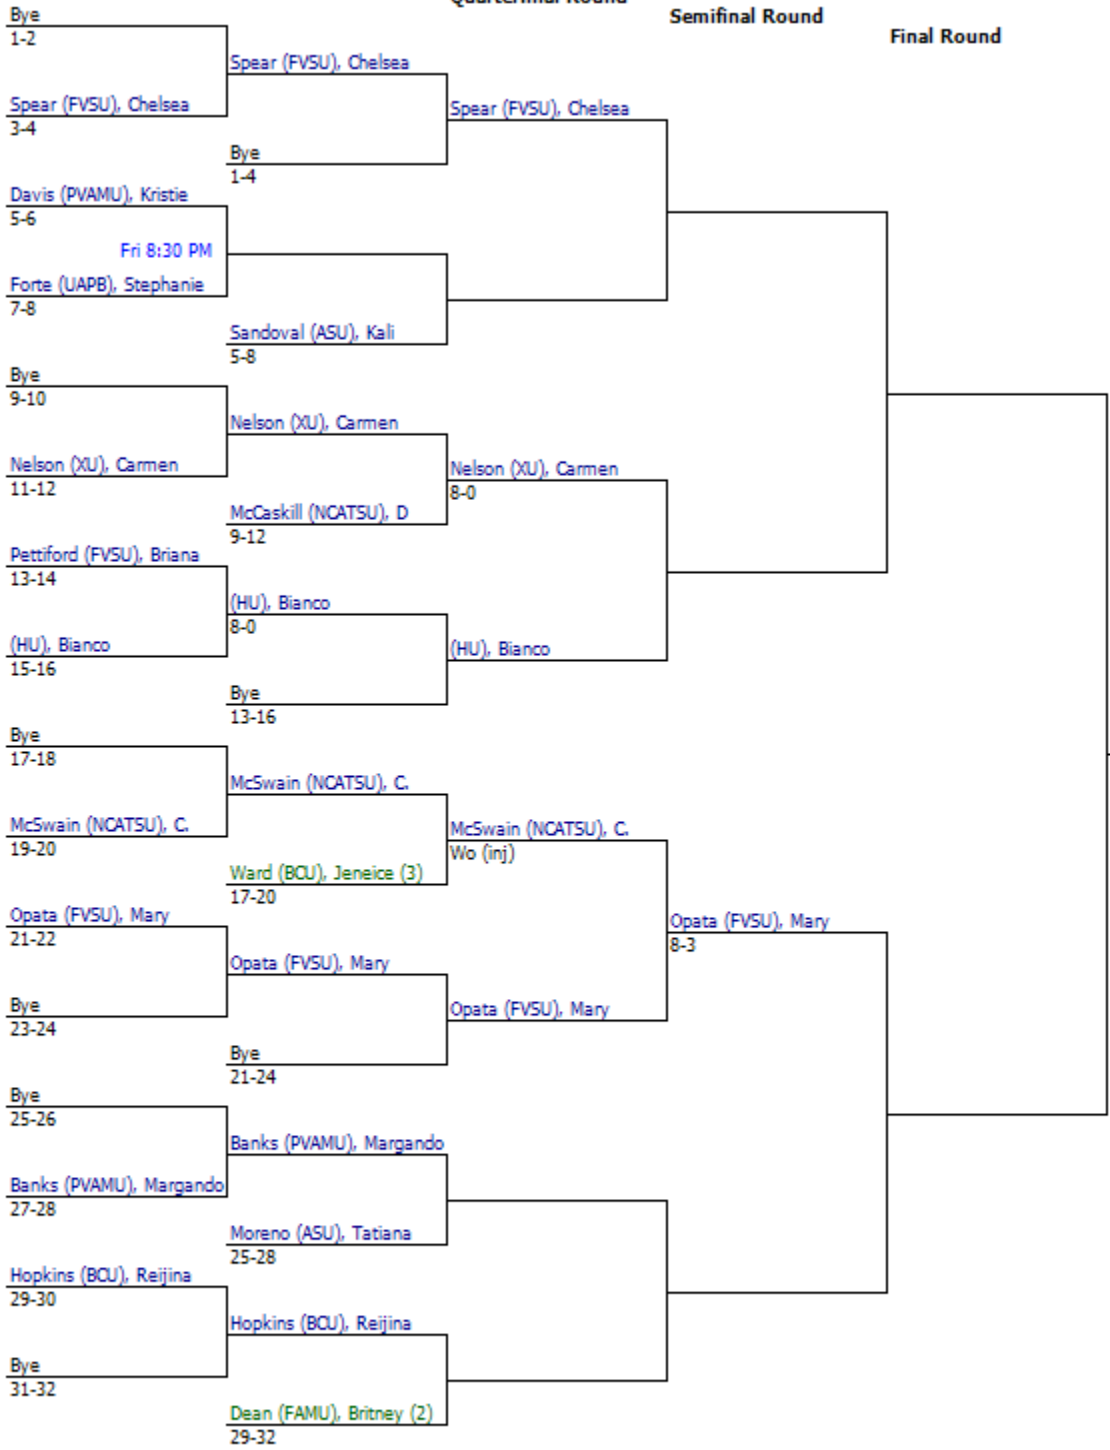 Quarterfinal Round
Semifinal Round
Final Round
Bye
1-2
Spear (FVSU), Chelsea
Spear (FVSU), Chelsea
3-4
Spear (FVSU), Chelsea
Bye
1-4
Davis (PVAMU), Kristie
5-6
Fri 8:30 PM
Forte (UAPB), Stephanie
7-8
Sandoval (ASU), Kali
5-8
Bye
9-10
Nelson (XU), Carmen
Nelson (XU), Carmen
11-12
Nelson (XU), Carmen
8-0
McCaskill (NCATSU), D
9-12
Pettiford (FVSU), Briana
13-14
(HU), Bianco
8-0
(HU), Bianco
15-16
(HU), Bianco
Bye
13-16
Bye
17-18
McSwain (NCATSU), C.
McSwain (NCATSU), C.
19-20
McSwain (NCATSU), C.
Wo (inj)
Ward (BCU), Jeneice (3)
17-20
Opata (FVSU), Mary
21-22
Opata (FVSU), Mary
8-3
Opata (FVSU), Mary
Bye
23-24
Opata (FVSU), Mary
Bye
21-24
Bye
25-26
Banks (PVAMU), Margando
Banks (PVAMU), Margando
27-28
Moreno (ASU), Tatiana
25-28
Hopkins (BCU), Reijina
29-30
Hopkins (BCU), Reijina
Bye
31-32
Dean (FAMU), Britney (2)
29-32